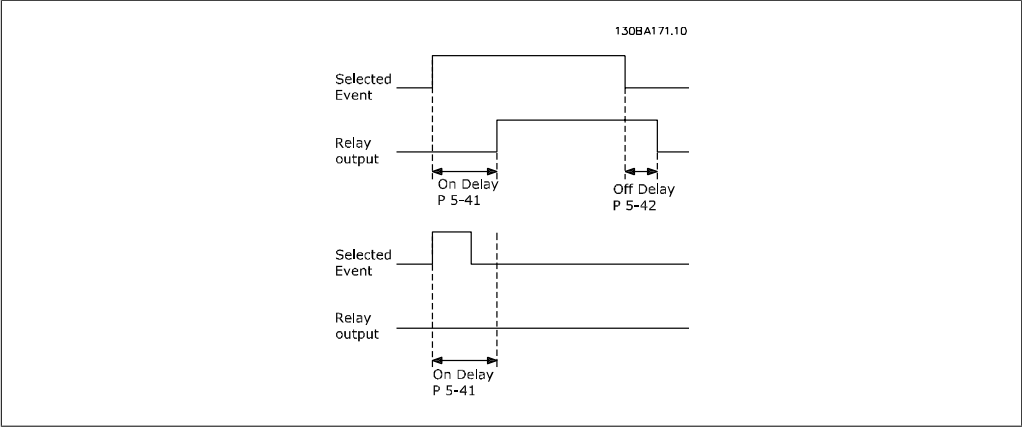 130BA171.10
Selected
Event
Relay
output
On Delay
P 5-41
Off Delay
P 5-42
Selected
Event
Relay
output
On Delay
P 5-41